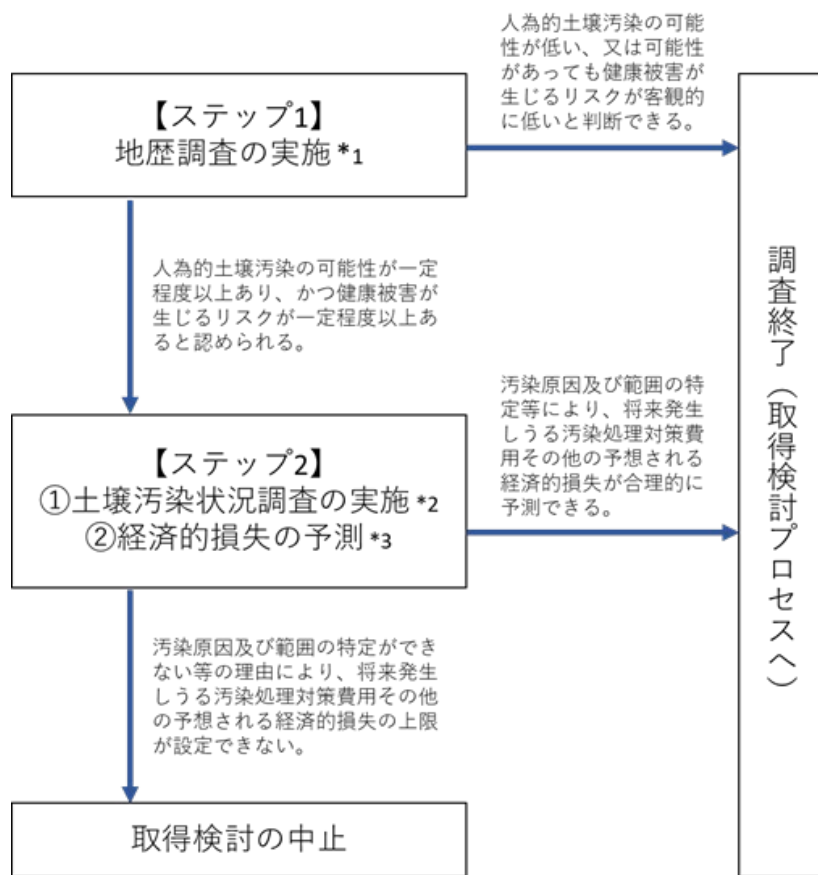 人為的土壌汚染の可能
性が低い、又は可能性
があっても健康被害が
生じるリスクが客観的
に低いと判断できる。
【ステップ1】
地歴調査の実施 *1
人為的土壌汚染の可能性が一定
程度以上あり、かつ健康被害が
生じるリスクが一定程度以上あ
ると認められる。
汚染原因及び範囲の特
定等により、将来発生
しうる汚染処理対策費
用その他の予想される
経済的損失が合理的に
予測できる。
【ステップ2】
①土壌汚染状況調査の実施 *2
②経済的損失の予測 *3
汚染原因及び範囲の特定ができ
ない等の理由により、将来発生
しうる汚染処理対策費用その他
の予想される経済的損失の上限
が設定できない。
取得検討の中止
調査終了（取得検討プロセスへ）